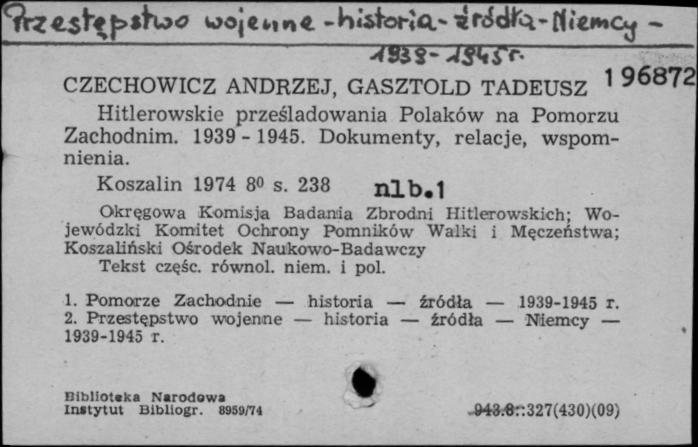 Przestępstwo wojenne - historia - źródła - Niemcy -
1939 - 1945 r.
CZECHOWICZ ANDRZEJ, GASZTOLD TADEUSZ 196872
Hitlerowskie prześladowania Polaków na Pomorzu
Zachodnim. 1939 - 1945. Dokumenty, relacje, wspom-
nienia.
Koszalin 1974 8⁰ s. 238 nlb.1
Okręgowa Komisja Badania Zbrodni Hitlerowskich; Wo-
jewódzki Komitet Ochrony Pomników Walki i Męczeństwa;
Koszaliński Ośrodek Naukowo-Badawczy
Tekst częśc. równol. niem. i pol.
1. Pomorze Zachodnie — historia — źródła — 1939-1945 r.
2. Przestępstwo wojenne — historia — źródła — Niemcy —
1939-1945 r.
Biblioteka Narodowa
Instytut Bibliogr. 8959/74 943.8::327(430)(09)